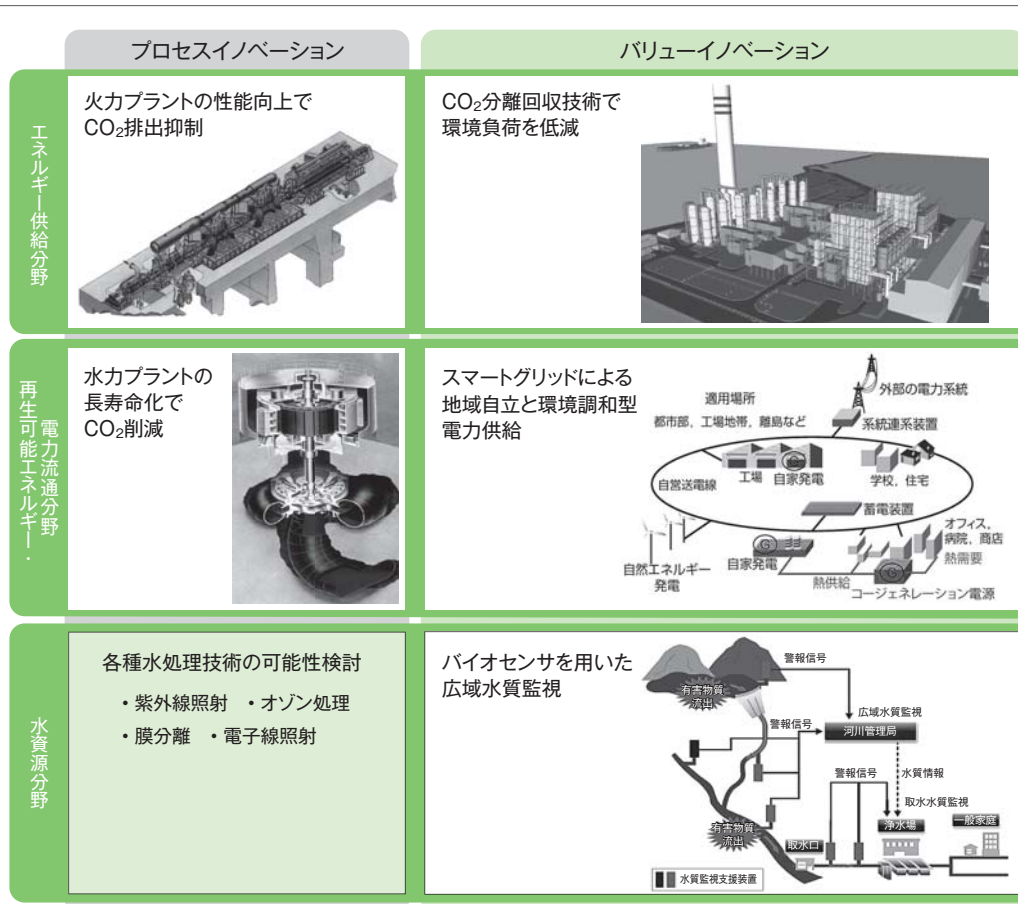 プロセスイノベーション
バリューイノベーション
エネルギー供給分野
火力プラントの性能向上で
CO₂排出抑制
CO₂分離回収技術で
環境負荷を低減
再生可能エネルギー・
電力流通分野
水力プラントの
長寿命化で
CO₂削減
スマートグリッドによる
地域自立と環境調和型
電力供給
適用場所
都市部，工場地帯，離島など
外部の電力系統
系統連系装置
自営送電線
工場
自家発電
G
学校，住宅
蓄電装置
自然エネルギー
発電
自家発電
G
熱供給
オフィス，
病院，商店
熱需要
G
コージェネレーション電源
水資源分野
各種水処理技術の可能性検討
・紫外線照射 ・オゾン処理
・膜分離 ・電子線照射
バイオセンサを用いた
広域水質監視
有害物質
流出
警報信号
広域水質監視
警報信号
河川管理局
警報信号
水質情報
取水水質監視
有害物質
流出
取水口
浄水場
一般家庭
水質監視支援装置